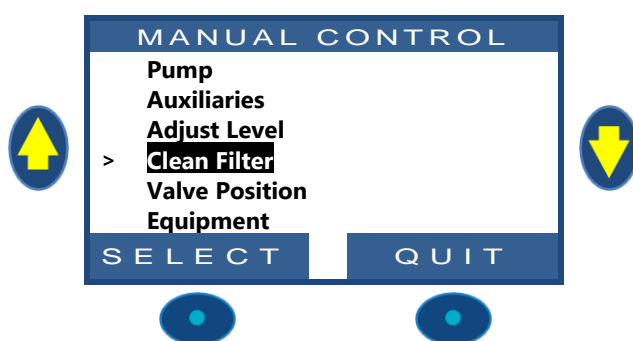 MANUAL CONTROL
Pump
Auxiliaries
Adjust Level
> Clean Filter
Valve Position
Equipment
SELECT QUIT